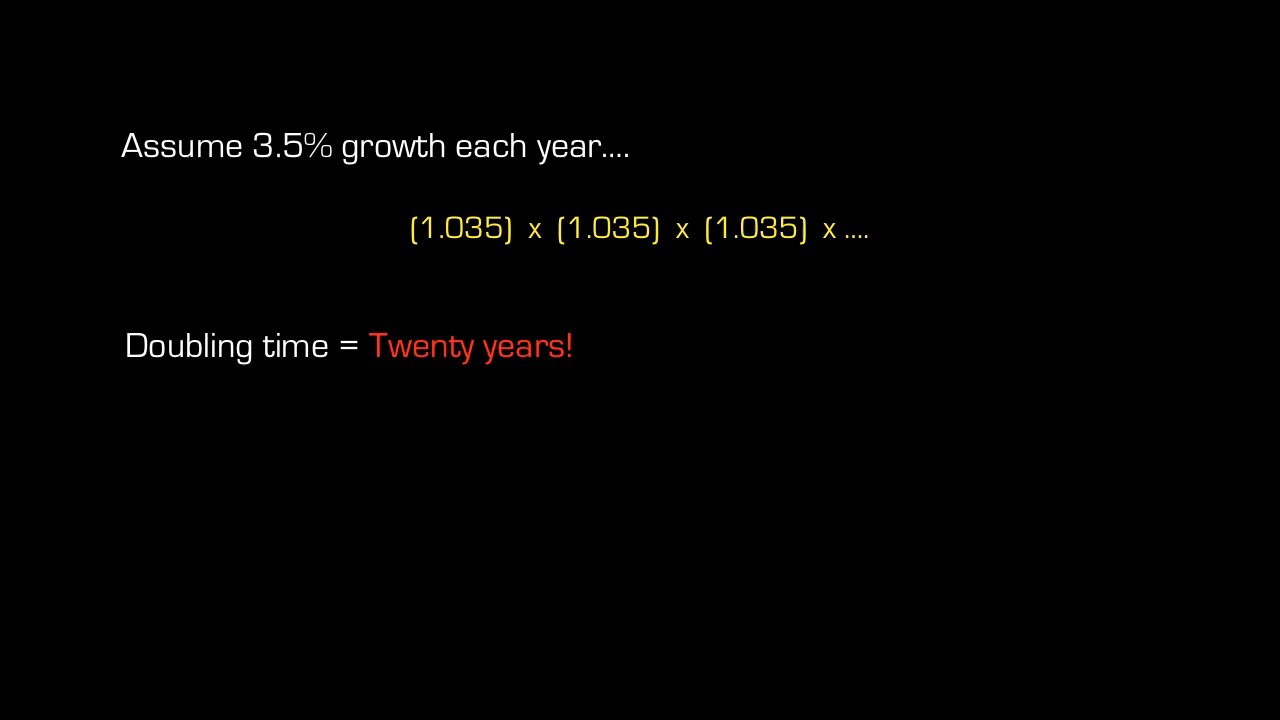 Assume 3.5% growth each year....
(1.035) x (1.035) x (1.035) x ....
Doubling time = Twenty years!